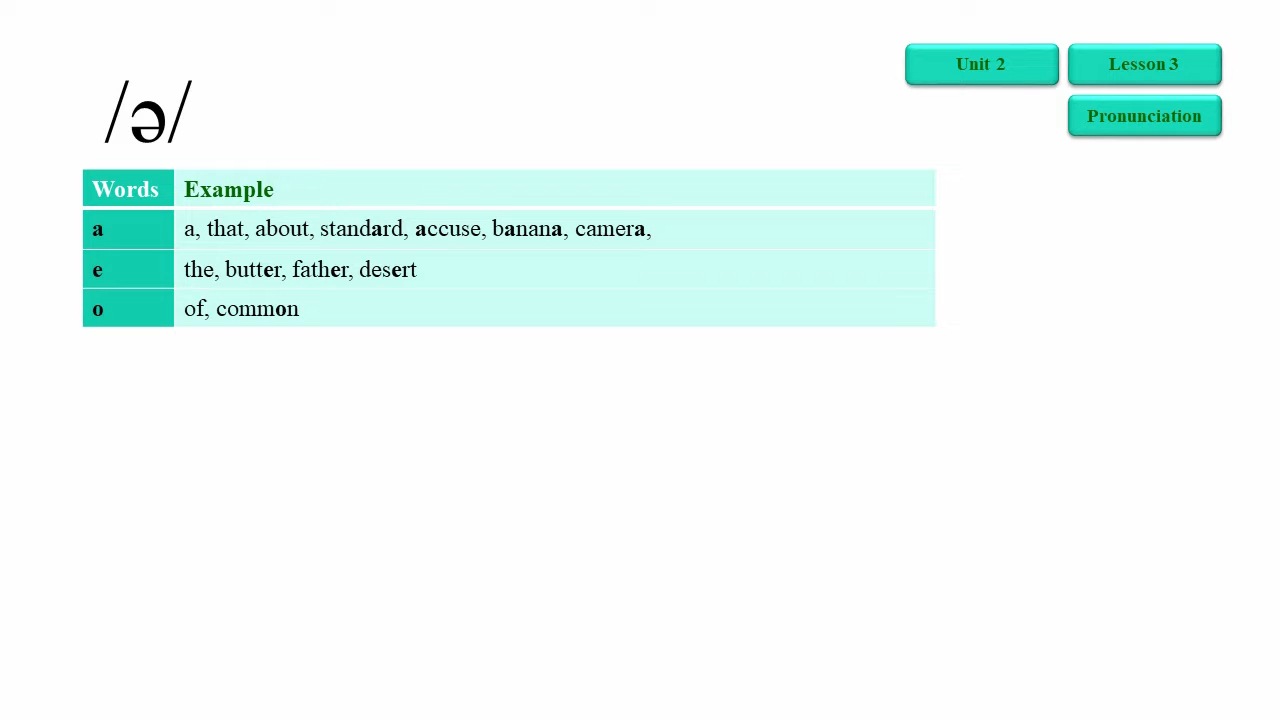 Unit 2
Lesson 3
Pronunciation
/ə/
Words Example
a a, that, about, standard, accuse, banana, camera,
e the, butter, father, desert
o of, common